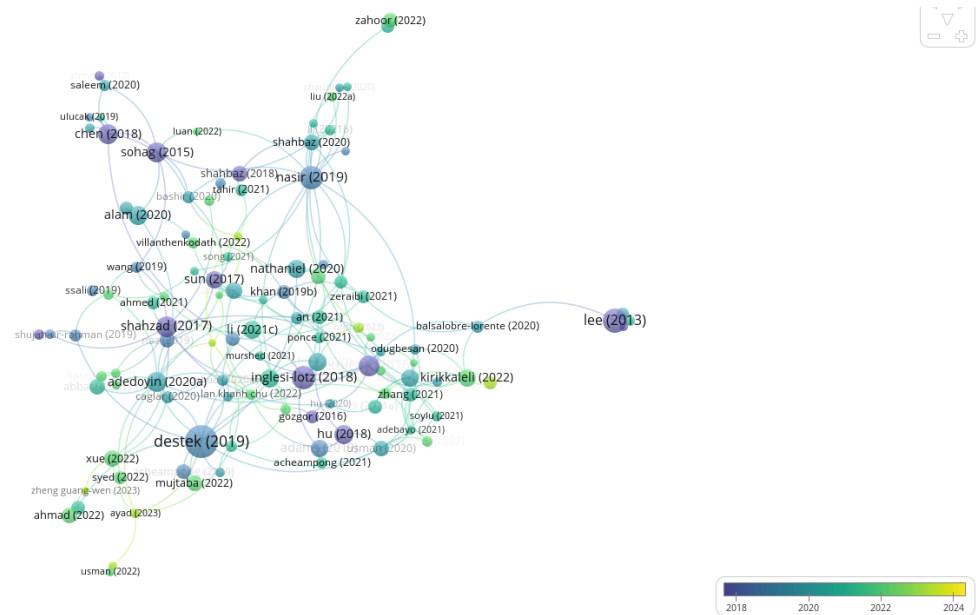 zahoor (2022)
saleem (2020)
liu (2022a)
ulucak (2019)
chen (2018)
luan (2022)
sohag (2015)
shahbaz (2020)
shahbaz (2018)
nasir (2019)
tahir (2021)
bashir (2020)
alam (2020)
villanthenkodath (2022)
song (2021)
wang (2019)
nathaniel (2020)
sun (2017)
ssali (2019)
khan (2019b)
zeraibi (2021)
ahmed (2021)
an (2021)
lee (2013)
shahzad (2017)
balsalobre-lorente (2020)
li (2021c)
shujah-ur-rahman (2019)
ponce (2021)
odugbesan (2020)
murshed (2021)
inglesi-lotz (2018)
kirikkaleli (2022)
adedoyin (2020a)
caglar (2020)
lan khanh chu (2022)
zhang (2021)
hu (2020)
gozgor (2016)
soylu (2021)
adebayo (2021)
hu (2018)
destek (2019)
usman (2020)
xue (2022)
acheampong (2021)
syed (2022)
mujtaba (2022)
zheng guang-wen (2023)
ahmad (2022)
ayad (2023)
usman (2022)
2018
2020
2022
2024